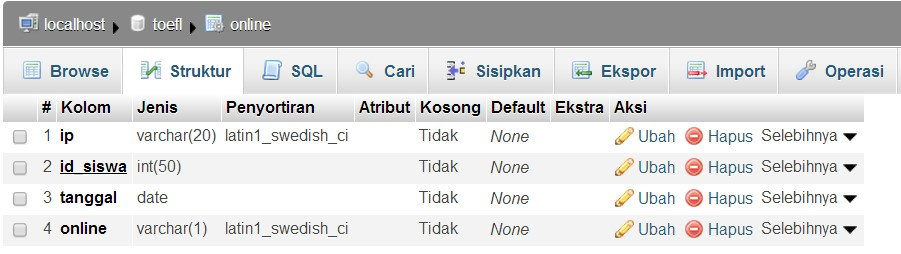 localhost toefl online
Browse Struktur SQL Cari Sisipkan Ekspor Import Operasi
# Kolom Jenis Penyortiran Atribut Kosong Default Ekstra Aksi
1 ip varchar(20) latin1_swedish_ci Tidak None Ubah Hapus Selebihnya
2 id_siswa int(50) Tidak None Ubah Hapus Selebihnya
3 tanggal date Tidak None Ubah Hapus Selebihnya
4 online varchar(1) latin1_swedish_ci Tidak None Ubah Hapus Selebihnya